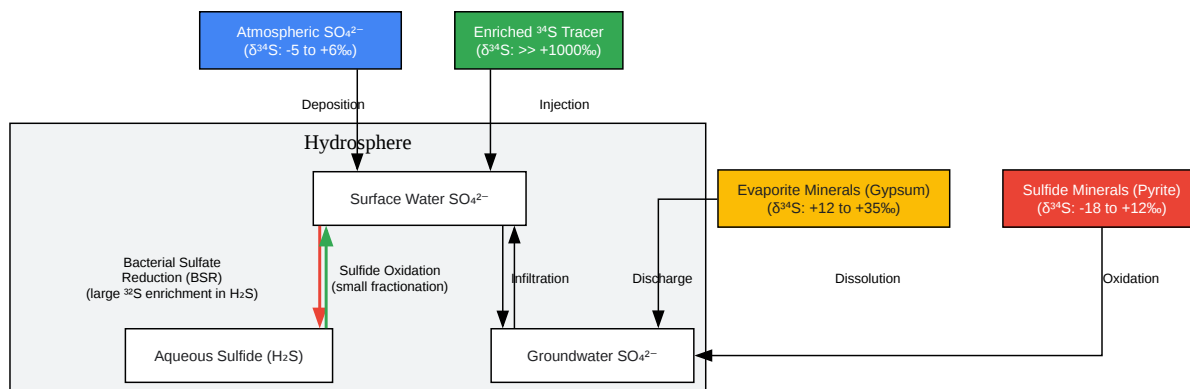 Atmospheric SO₄²⁻
(δ³⁴S: -5 to +6‰)
Enriched ³⁴S Tracer
(δ³⁴S: >> +1000‰)
Deposition
Injection
Hydrosphere
Surface Water SO₄²⁻
Evaporite Minerals (Gypsum)
(δ³⁴S: +12 to +35‰)
Sulfide Minerals (Pyrite)
(δ³⁴S: -18 to +12‰)
Bacterial Sulfate
Reduction (BSR)
(large ³²S enrichment in H₂S)
Sulfide Oxidation
(small fractionation)
Infiltration
Discharge
Dissolution
Oxidation
Aqueous Sulfide (H₂S)
Groundwater SO₄²⁻